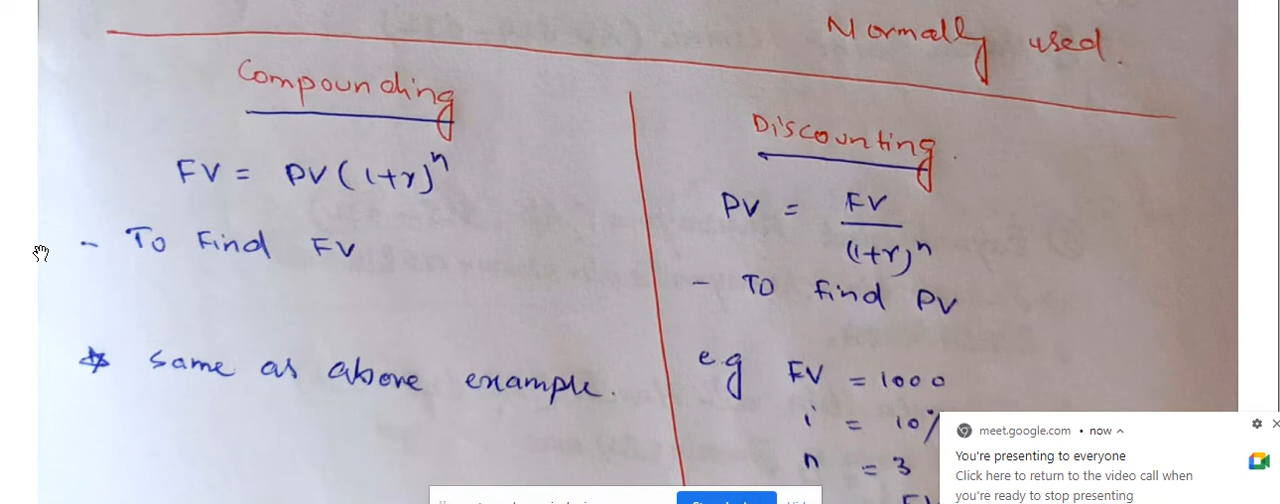 Normally used.
Compounding
FV = PV (1+r)^n
- To Find FV
* Same as above example.
Discounting.
PV = FV
(1+r)^n
- To Find PV
e.g FV = 1000
i = 10%
n = 3
FV
meet.google.com • now
You're presenting to everyone
Click here to return to the video call when
you're ready to stop presenting